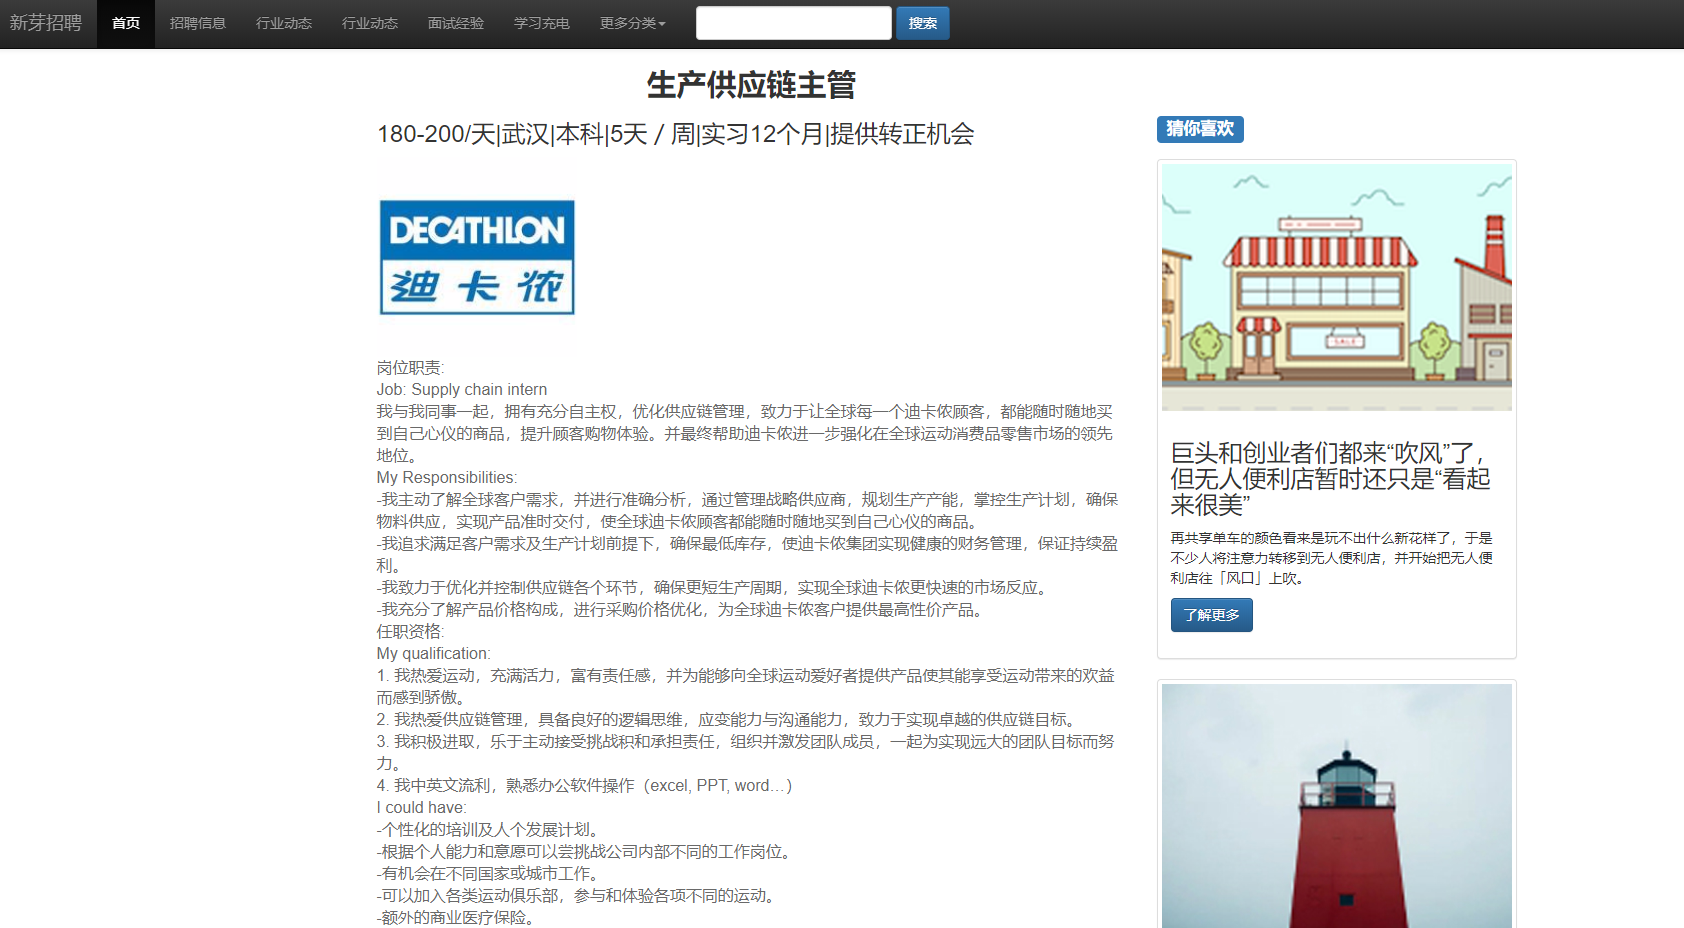 新芽招聘 首页 招聘信息 行业动态 行业动态 面试经验 学习充电 更多分类 搜索
生产供应链主管
180-200/天|武汉|本科|5天 / 周|实习12个月|提供转正机会
DECATHLON
迪卡侬
岗位职责:
Job: Supply chain intern
我与我同事一起，拥有充分自主权，优化供应链管理，致力于让全球每一个迪卡侬顾客，都能随时随地买
到自己心仪的商品，提升顾客购物体验。并最终帮助迪卡侬进一步强化在全球运动消费品零售市场的领先
地位。
My Responsibilities:
-我主动了解全球客户需求，并进行准确分析，通过管理战略供应商，规划生产产能，掌控生产计划，确保
物料供应，实现产品准时交付，使全球迪卡侬顾客都能随时随地买到自己心仪的商品。
-我追求满足客户需求及生产计划前提下，确保最低库存，使迪卡侬集团实现健康的财务管理，保证持续盈
利。
-我致力于优化并控制供应链各个环节，确保更短生产周期，实现全球迪卡侬更快速的市场反应。
-我充分了解产品价格构成，进行采购价格优化，为全球迪卡侬客户提供最高性价产品。
任职资格:
My qualification:
1. 我热爱运动，充满活力，富有责任感，并为能够向全球运动爱好者提供产品使其能享受运动带来的欢益
而感到骄傲。
2. 我热爱供应链管理，具备良好的逻辑思维，应变能力与沟通能力，致力于实现卓越的供应链目标。
3. 我积极进取，乐于主动接受挑战积和承担责任，组织并激发团队成员，一起为实现远大的团队目标而努
力。
4. 我中英文流利，熟悉办公软件操作（excel, PPT, word…）
I could have:
-个性化的培训及人个发展计划。
-根据个人能力和意愿可以尝挑战公司内部不同的工作岗位。
-有机会在不同国家或城市工作。
-可以加入各类运动俱乐部，参与和体验各项不同的运动。
-额外的商业医疗保险。
猜你喜欢
SALE
巨头和创业者们都来“吹风”了，
但无人便利店暂时还只是“看起
来很美”
再共享单车的颜色看来是玩不出什么新花样了，于是
不少人将注意力转移到无人便利店，并开始把无人便
利店往「风口」上吹。
了解更多